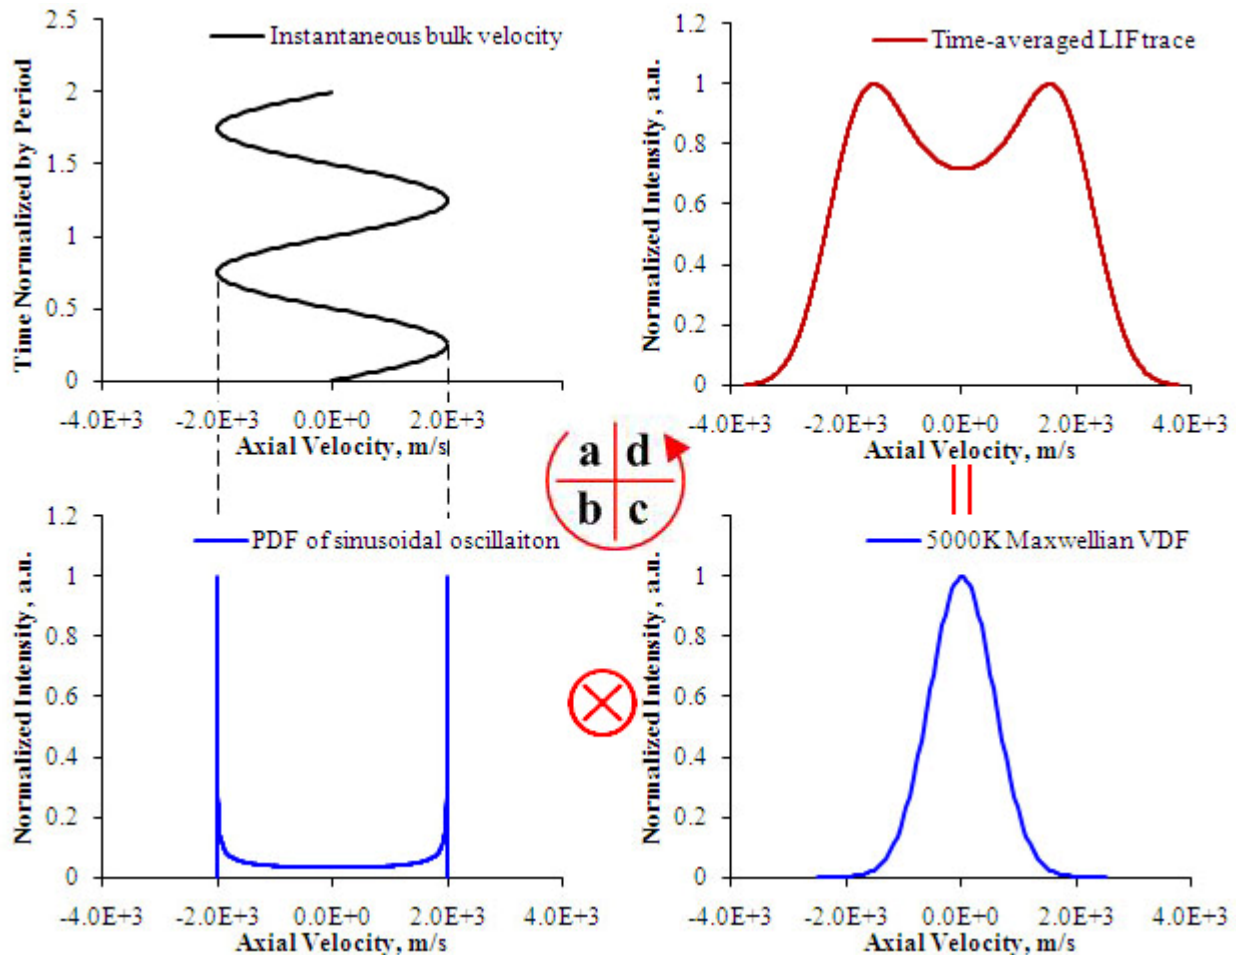 Instantaneous bulk velocity
Time Normalized by Period
2.5
2
1.5
1
0.5
0
-4.0E+3 -2.0E+3 0.0E+0 2.0E+3 4.0E+3
Axial Velocity, m/s
Time-averaged LIF trace
Normalized Intensity, a.u.
1.2
1
0.8
0.6
0.4
0.2
0
-4.0E+3 -2.0E+3 0.0E+0 2.0E+3 4.0E+3
Axial Velocity, m/s
a d
b c
PDF of sinusoidal oscillaiton
Normalized Intensity, a.u.
1.2
1
0.8
0.6
0.4
0.2
0
-4.0E+3 -2.0E+3 0.0E+0 2.0E+3 4.0E+3
Axial Velocity, m/s
5000K Maxwellian VDF
Normalized Intensity, a.u.
1.2
1
0.8
0.6
0.4
0.2
0
-4.0E+3 -2.0E+3 0.0E+0 2.0E+3 4.0E+3
Axial Velocity, m/s